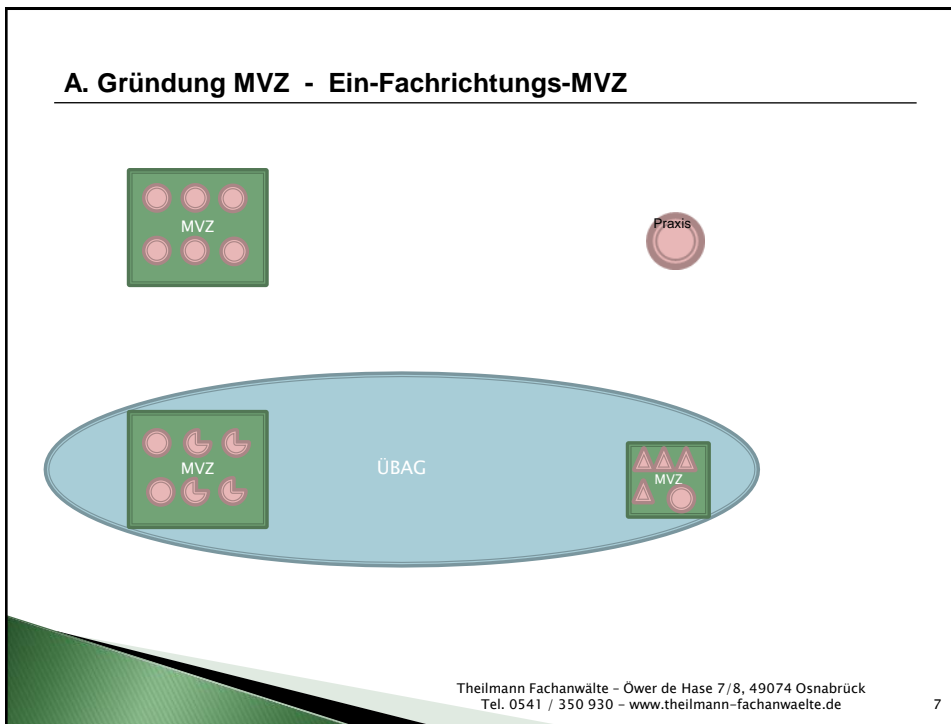 A. Gründung MVZ - Ein-Fachrichtungs-MVZ
MVZ
Praxis
MVZ
ÜBAG
MVZ
Theilmann Fachanwälte – Öwer de Hase 7/8, 49074 Osnabrück
Tel. 0541 / 350 930 – www.theilmann-fachanwaelte.de
7